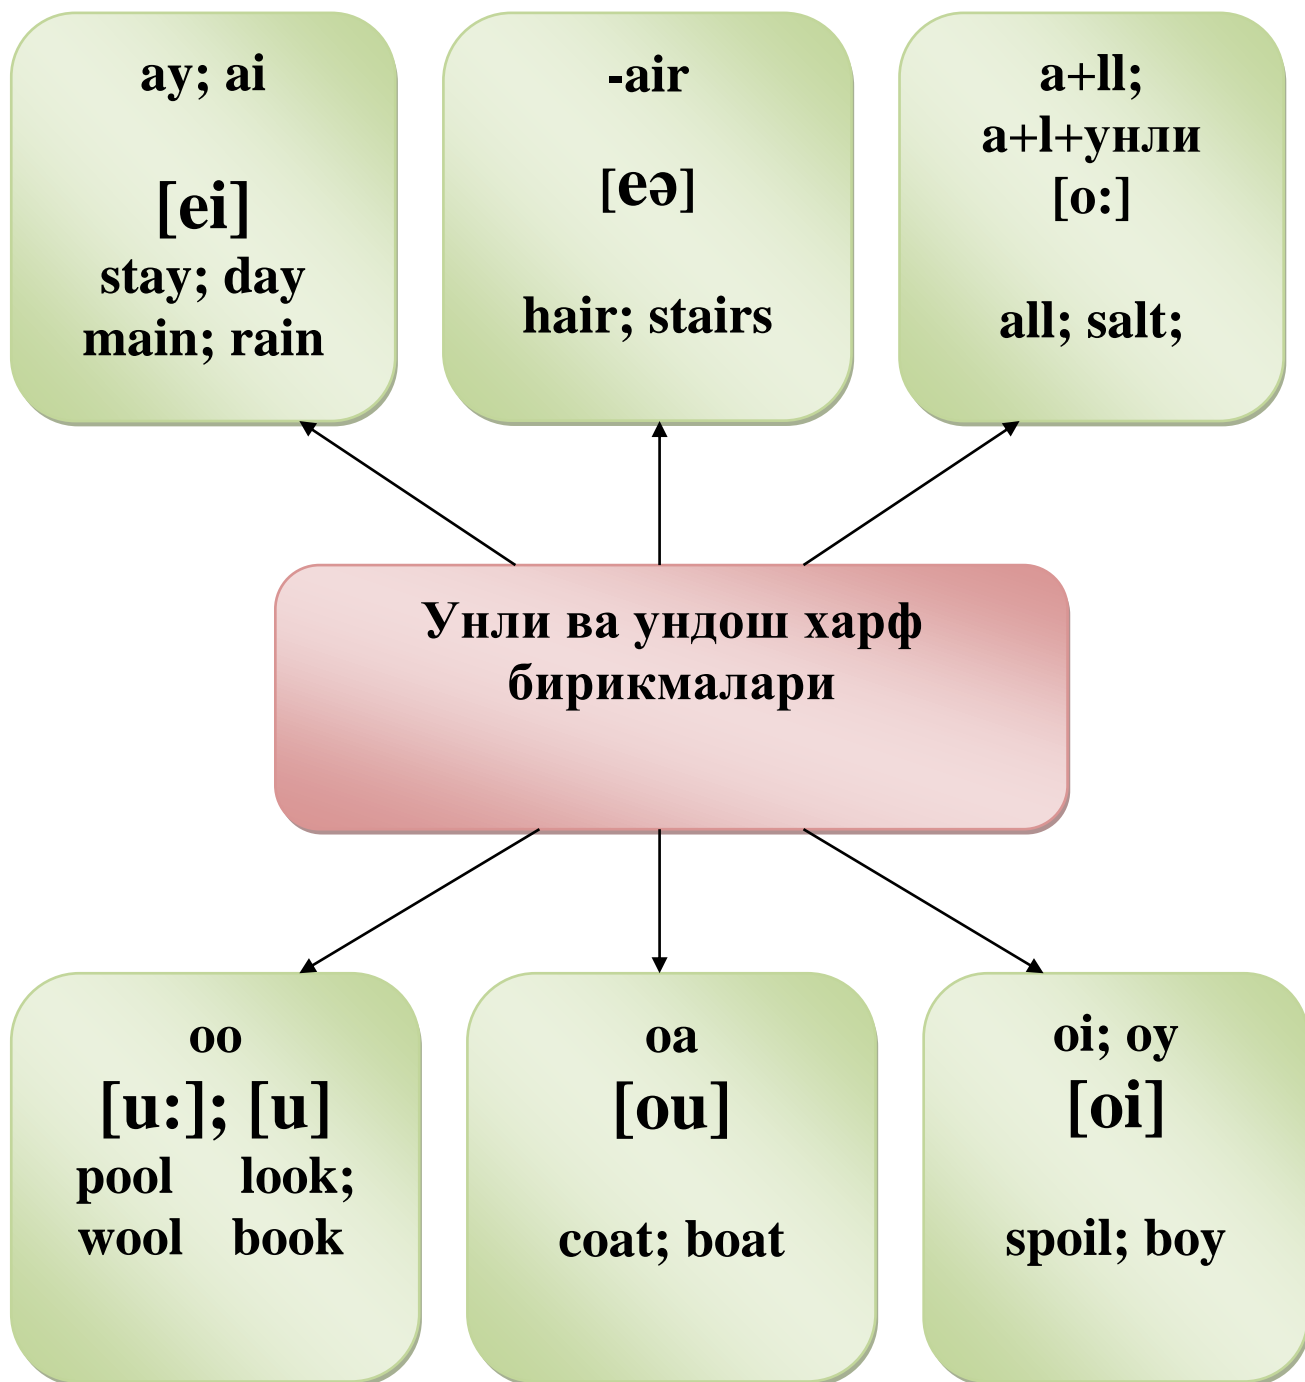 ay; ai
[ei]
stay; day
main; rain
-air
[eə]
hair; stairs
a+ll;
a+l+унли
[o:]
all; salt;
Унли ва ундош харф
бирикмалари
oo
[u:]; [u]
pool look;
wool book
oa
[ou]
coat; boat
oi; oy
[oi]
spoil; boy